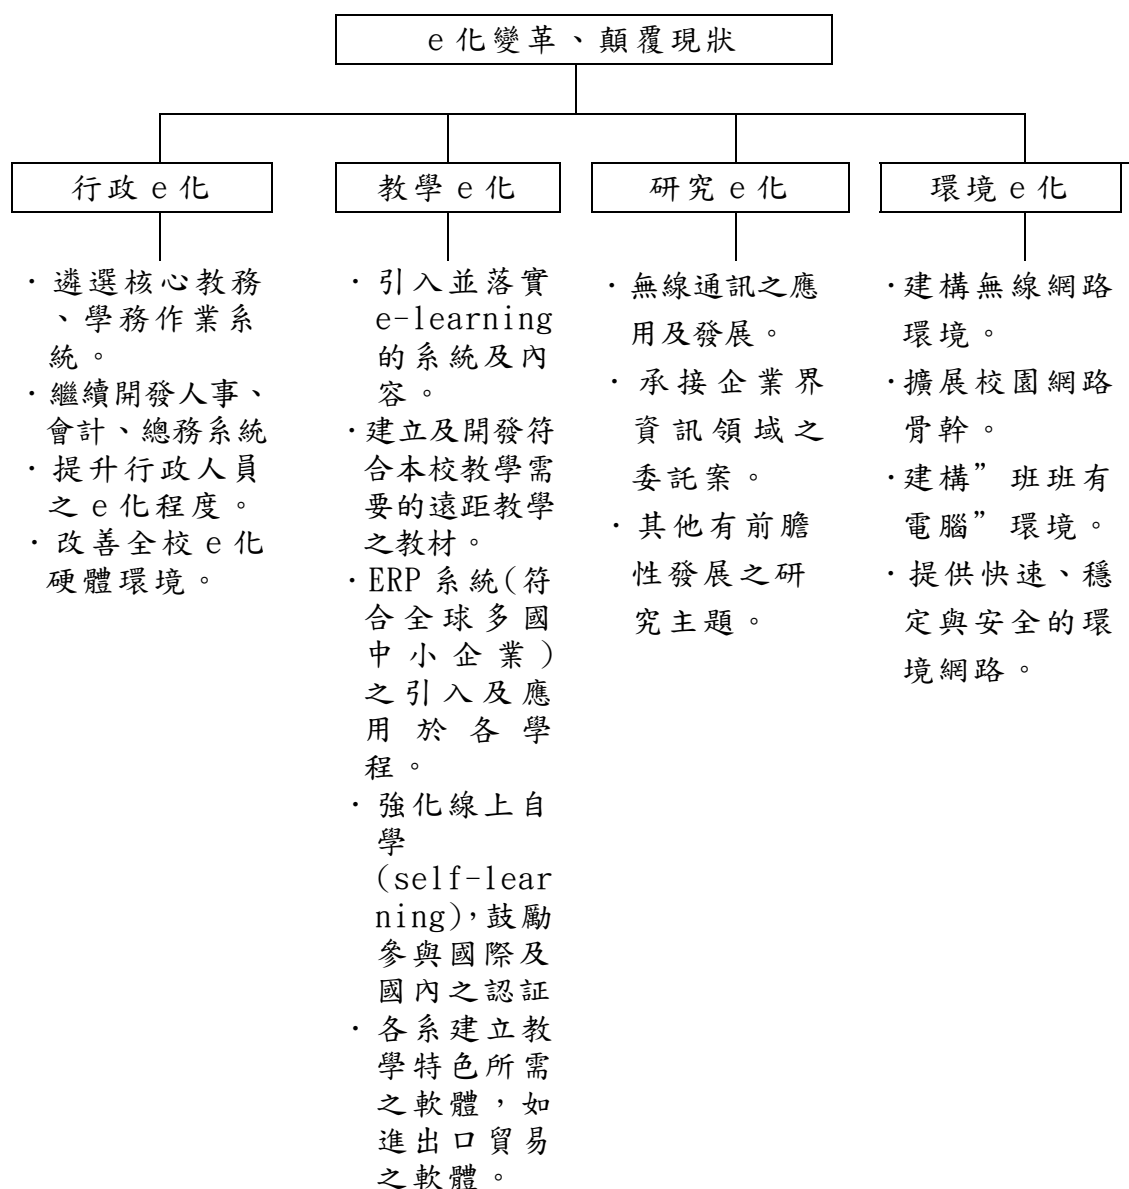 e化變革、顛覆現狀
行政e化
教學e化
研究e化
環境e化
·遴選核心教務
、學務作業系
統。
·繼續開發人事、
會計、總務系統
·提升行政人員
之e化程度。
·改善全校e化
硬體環境。
·引入並落實
e-learning
的系統及內
容。
·建立及開發符
合本校教學需
要的遠距教學
之教材。
·ERP系統(符
合全球多國
中小企業)
之引入及應
用於各學
程。
·強化線上自
學
(self-lear
ning),鼓勵
參與國際及
國內之認証
·各系建立教
學特色所需
之軟體,如
進出口貿易
之軟體。
·無線通訊之應
用及發展。
·承接企業界
資訊領域之
委託案。
·其他有前瞻
性發展之研
究主題。
·建構無線網路
環境。
·擴展校園網路
骨幹。
·建構”班班有
電腦”環境。
·提供快速、穩
定與安全的環
境網路。